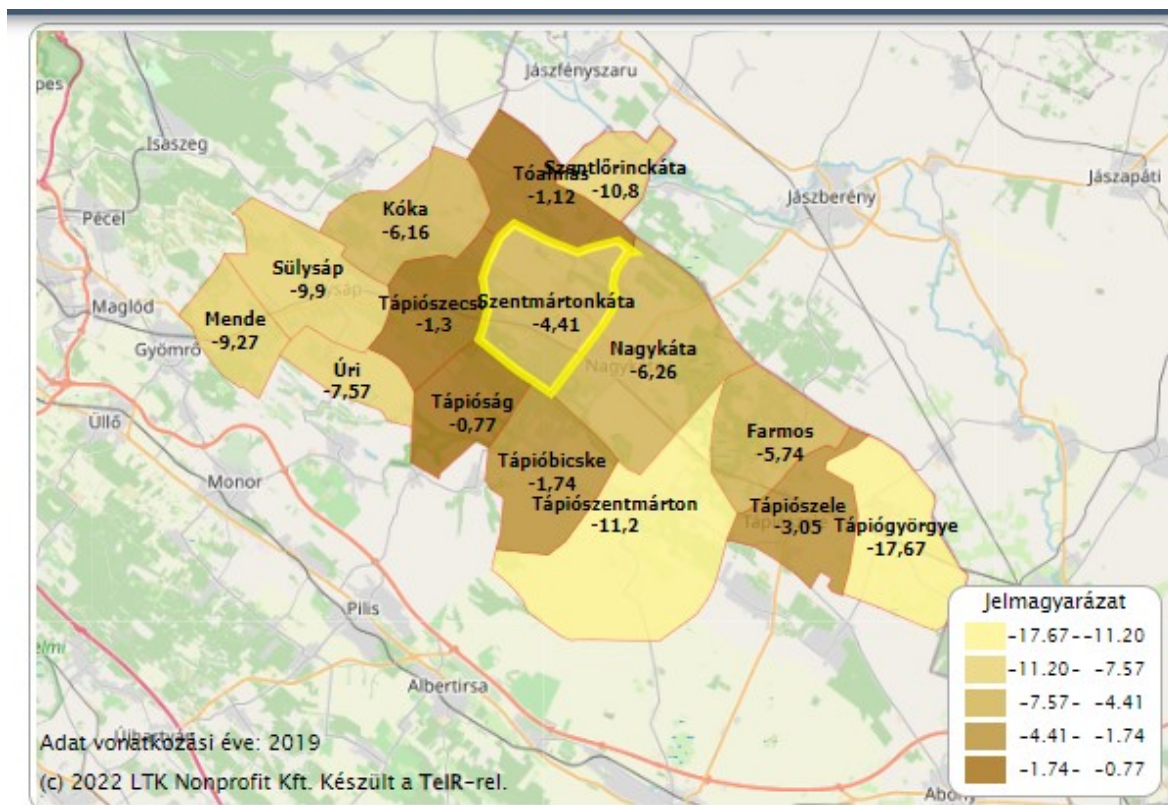 Jászfényszaru
pes
Isaszeg
Szentlőrinckáta
-10,8
Tóalmás
-1,12
Jászapáti
Jászberény
Kóka
-6,16
Pécel
Sülysáp
-9,9
Tápiószecs
-1,3
Szentmártonkáta
-4,41
Maglód
Mende
-9,27
Gyömrő
Nagykáta
-6,26
Úri
-7,57
Tápióság
-0,77
Üllő
Farmos
-5,74
Tápióbicske
-1,74
Monor
Tápiószentmárton
-11,2
Tápiószele
-3,05
Tápiógyörgye
-17,67
Pilis
Jelmagyarázat
-17.67--11.20
-11.20- -7.57
-7.57- -4.41
-4.41- -1.74
-1.74- -0.77
elmi
Albertirsa
Adat vonatkozási éve: 2019
(c) 2022 LTK Nonprofit Kft. Készült a TeIR-rel.